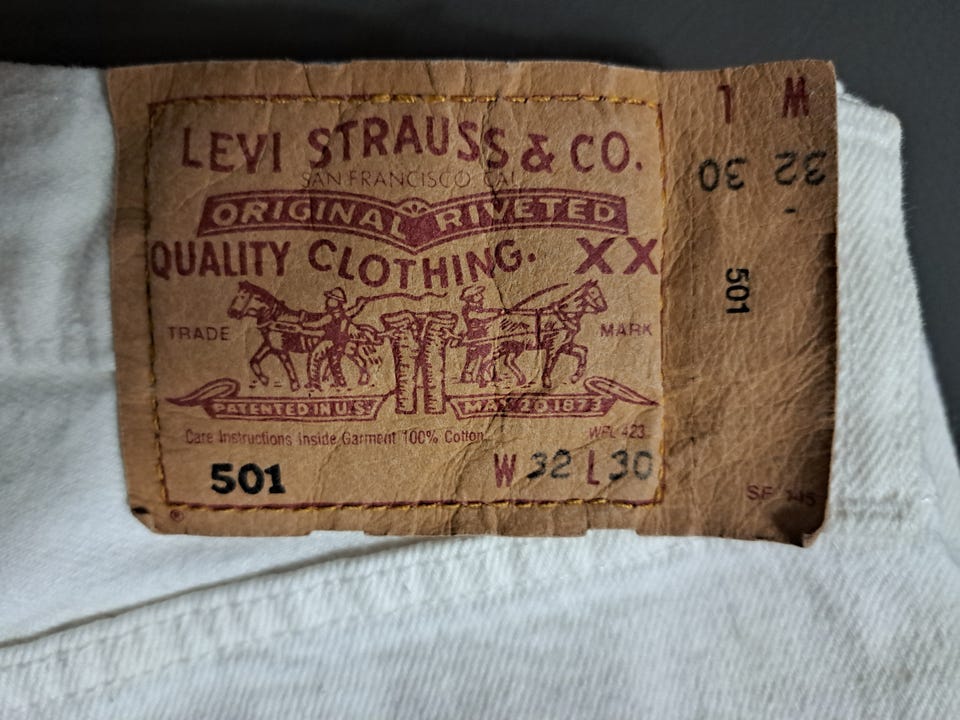 LEVI STRAUSS & CO.
SAN FRANCISCO CAL
ORIGINAL RIVETED
QUALITY CLOTHING. XX
TRADE MARK
PATENTED IN U.S. MAY 20 1873
Care Instructions Inside Garment 100% Cotton
WPL 423
501 W 32 L 30
®
W L
32 30
501
SF